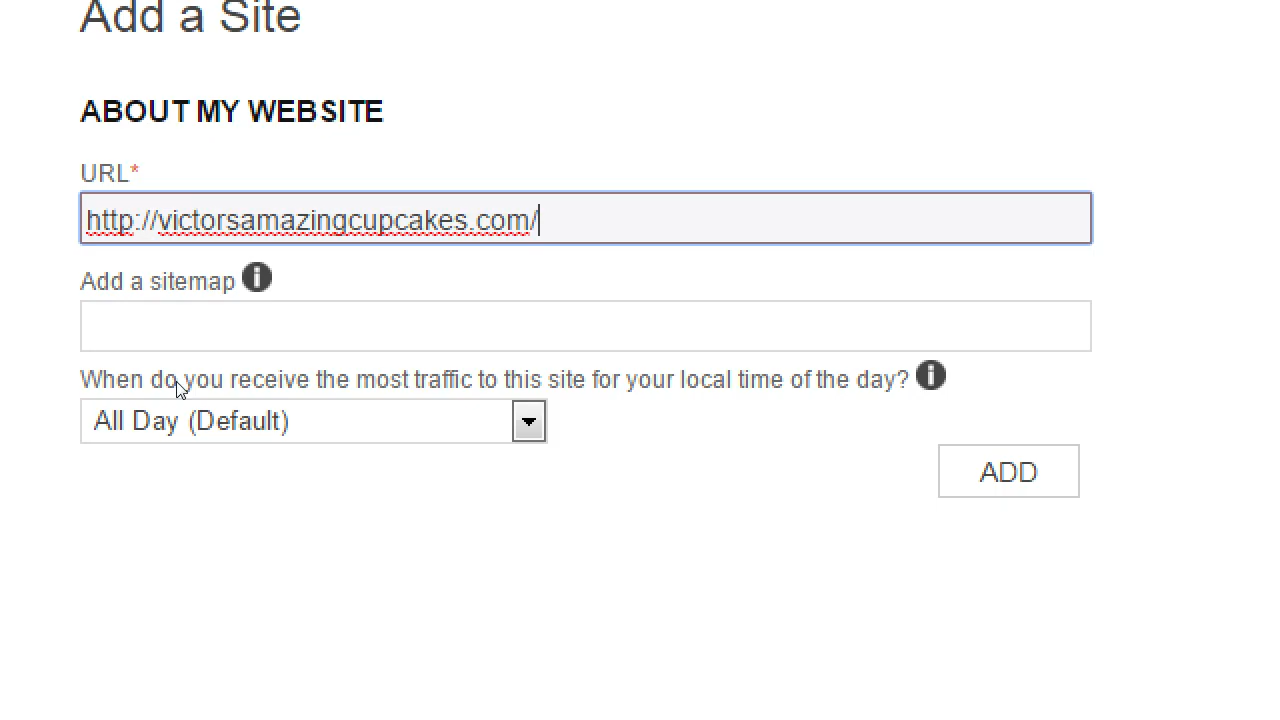 Add a Site
ABOUT MY WEBSITE
URL*
http://victorsamazingcupcakes.com/
Add a sitemap
When do you receive the most traffic to this site for your local time of the day?
All Day (Default)
ADD